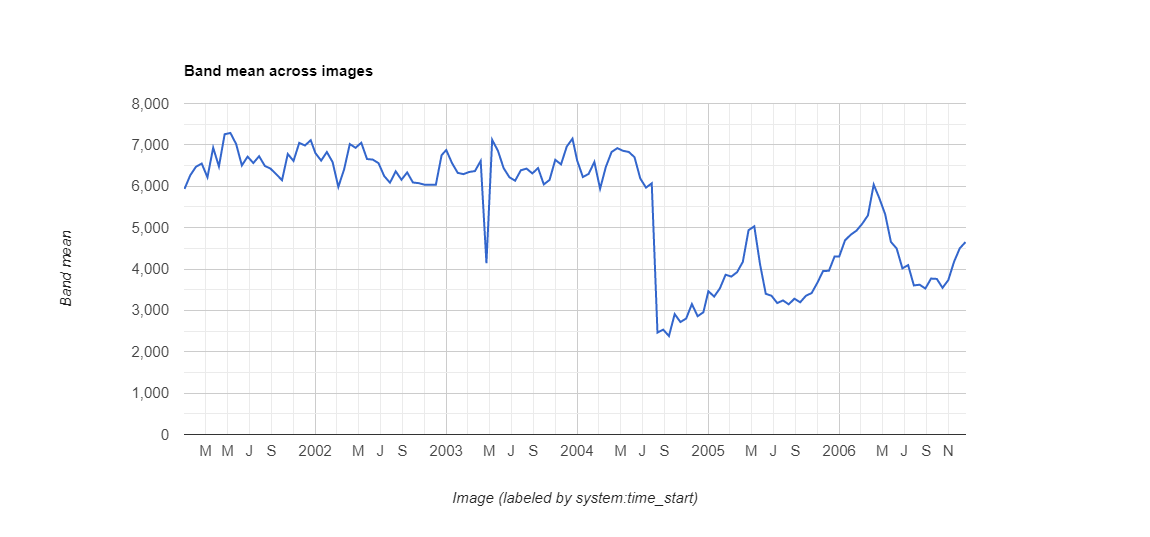 Band mean across images
8,000
7,000
6,000
5,000
4,000
3,000
2,000
1,000
0
Band mean
M M J S 2002 M J S 2003 M J S 2004 M J S 2005 M J S 2006 M J S N
Image (labeled by system:time_start)